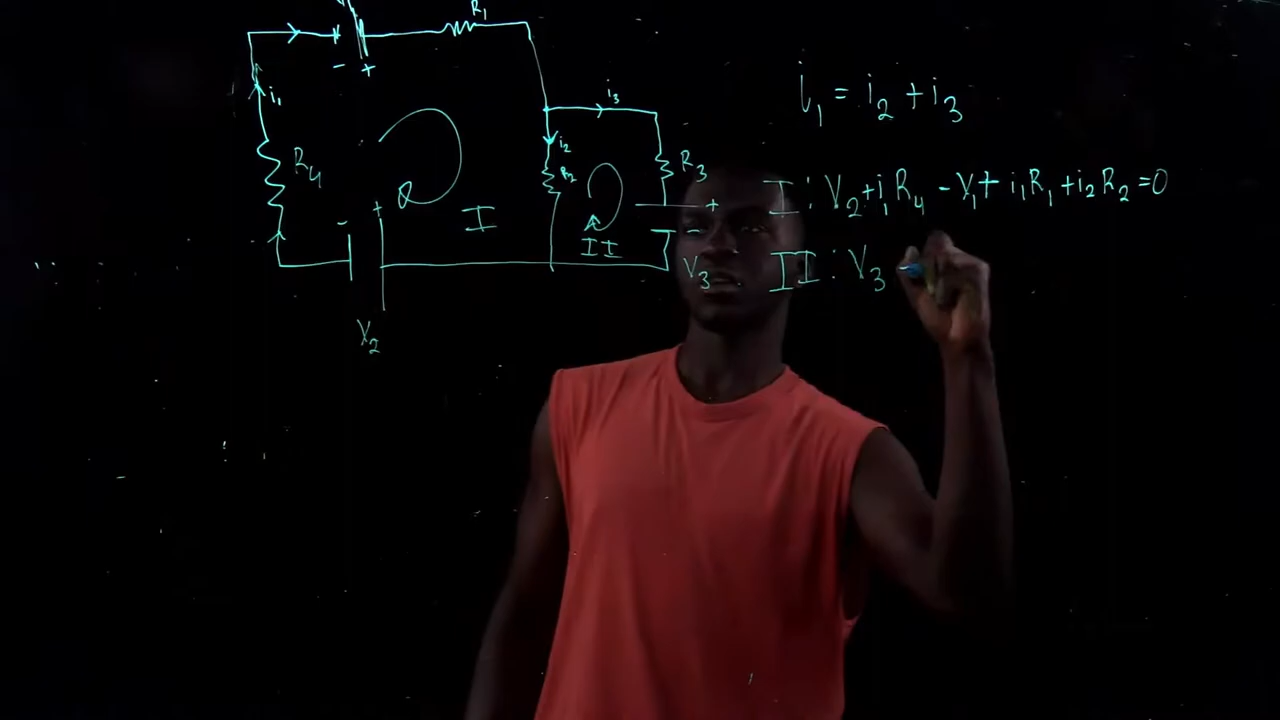 R₁
- +
i₁
i₃
i₂
R₄
R₂
R₃
+
- +
I
II
-
V₃
V₂
i₁ = i₂ + i₃
I : V₂ + i₁R₄ - V₁ + i₁R₁ + i₂R₂ = 0
II : V₃